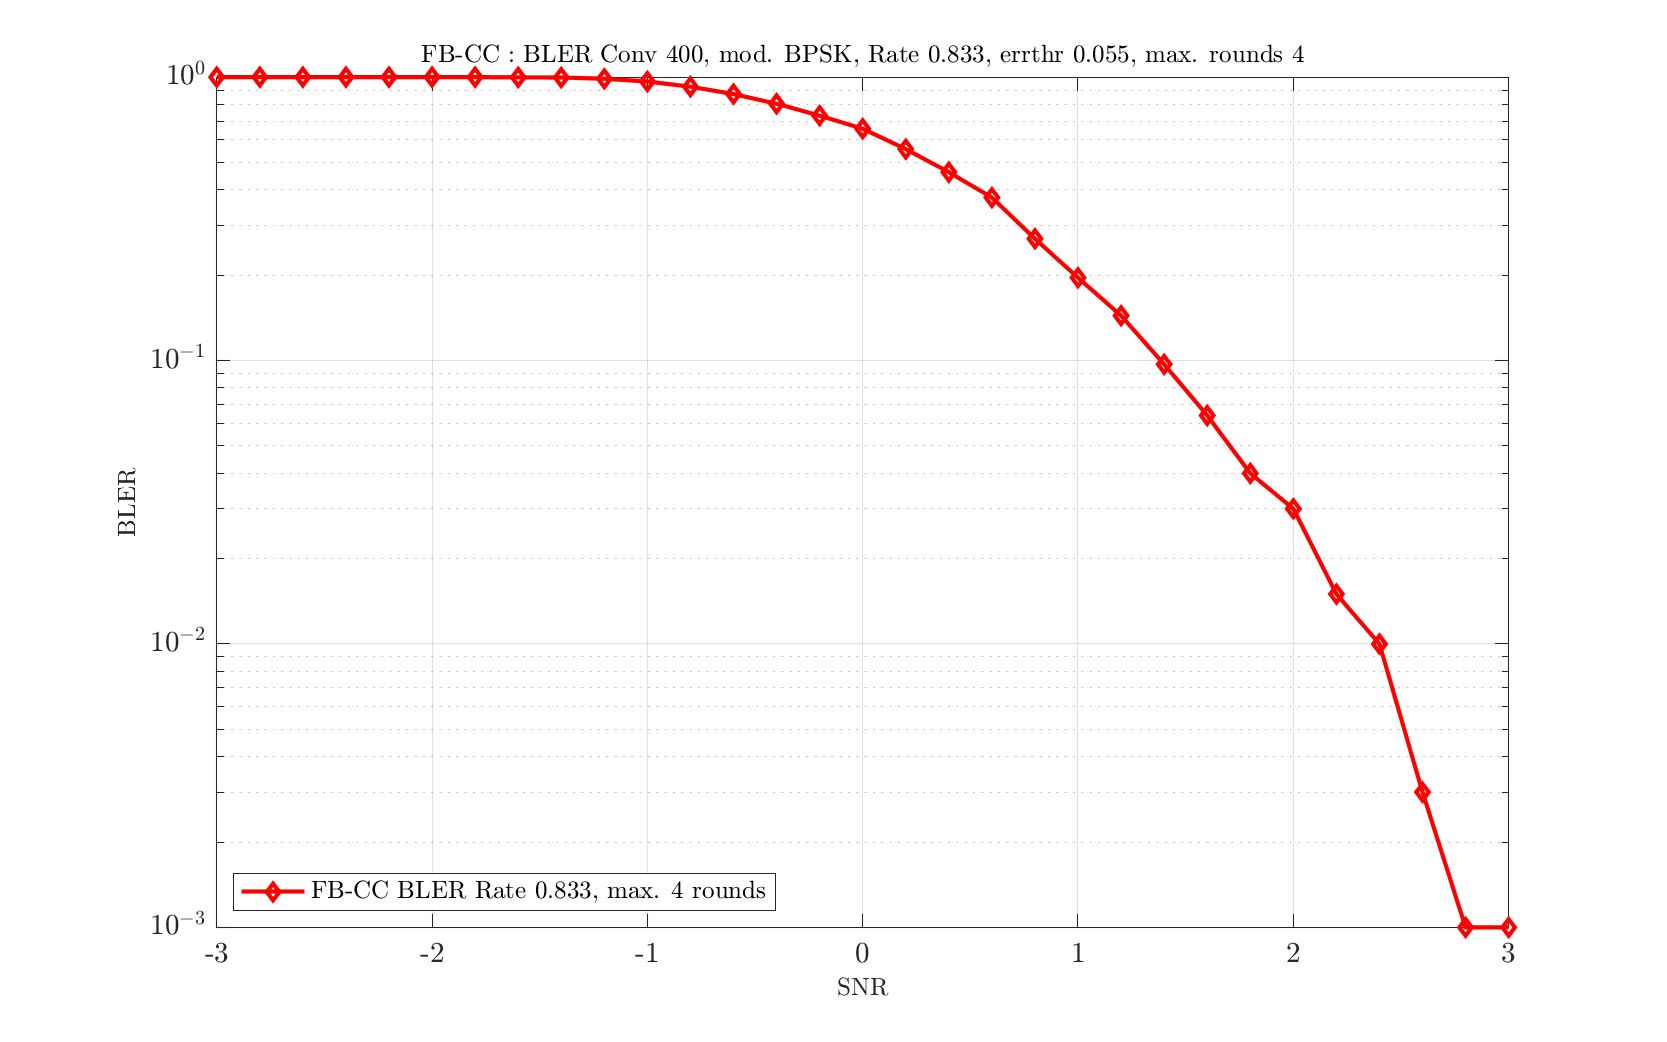 FB-CC : BLER Conv 400, mod. BPSK, Rate 0.833, errthr 0.055, max. rounds 4
10^0
10^-1
10^-2
10^-3
BLER
FB-CC BLER Rate 0.833, max. 4 rounds
-3 -2 -1 0 1 2 3
SNR